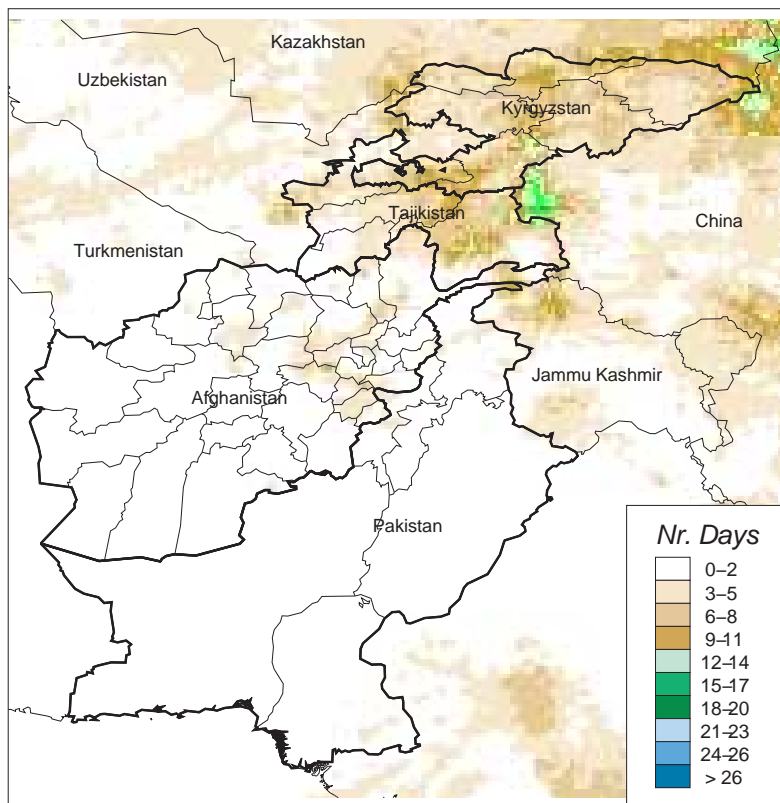 Kazakhstan
Uzbekistan
Kyrgyzstan
Tajikistan
China
Turkmenistan
Jammu Kashmir
Afghanistan
Pakistan
Nr. Days
0–2
3–5
6–8
9–11
12–14
15–17
18–20
21–23
24–26
> 26